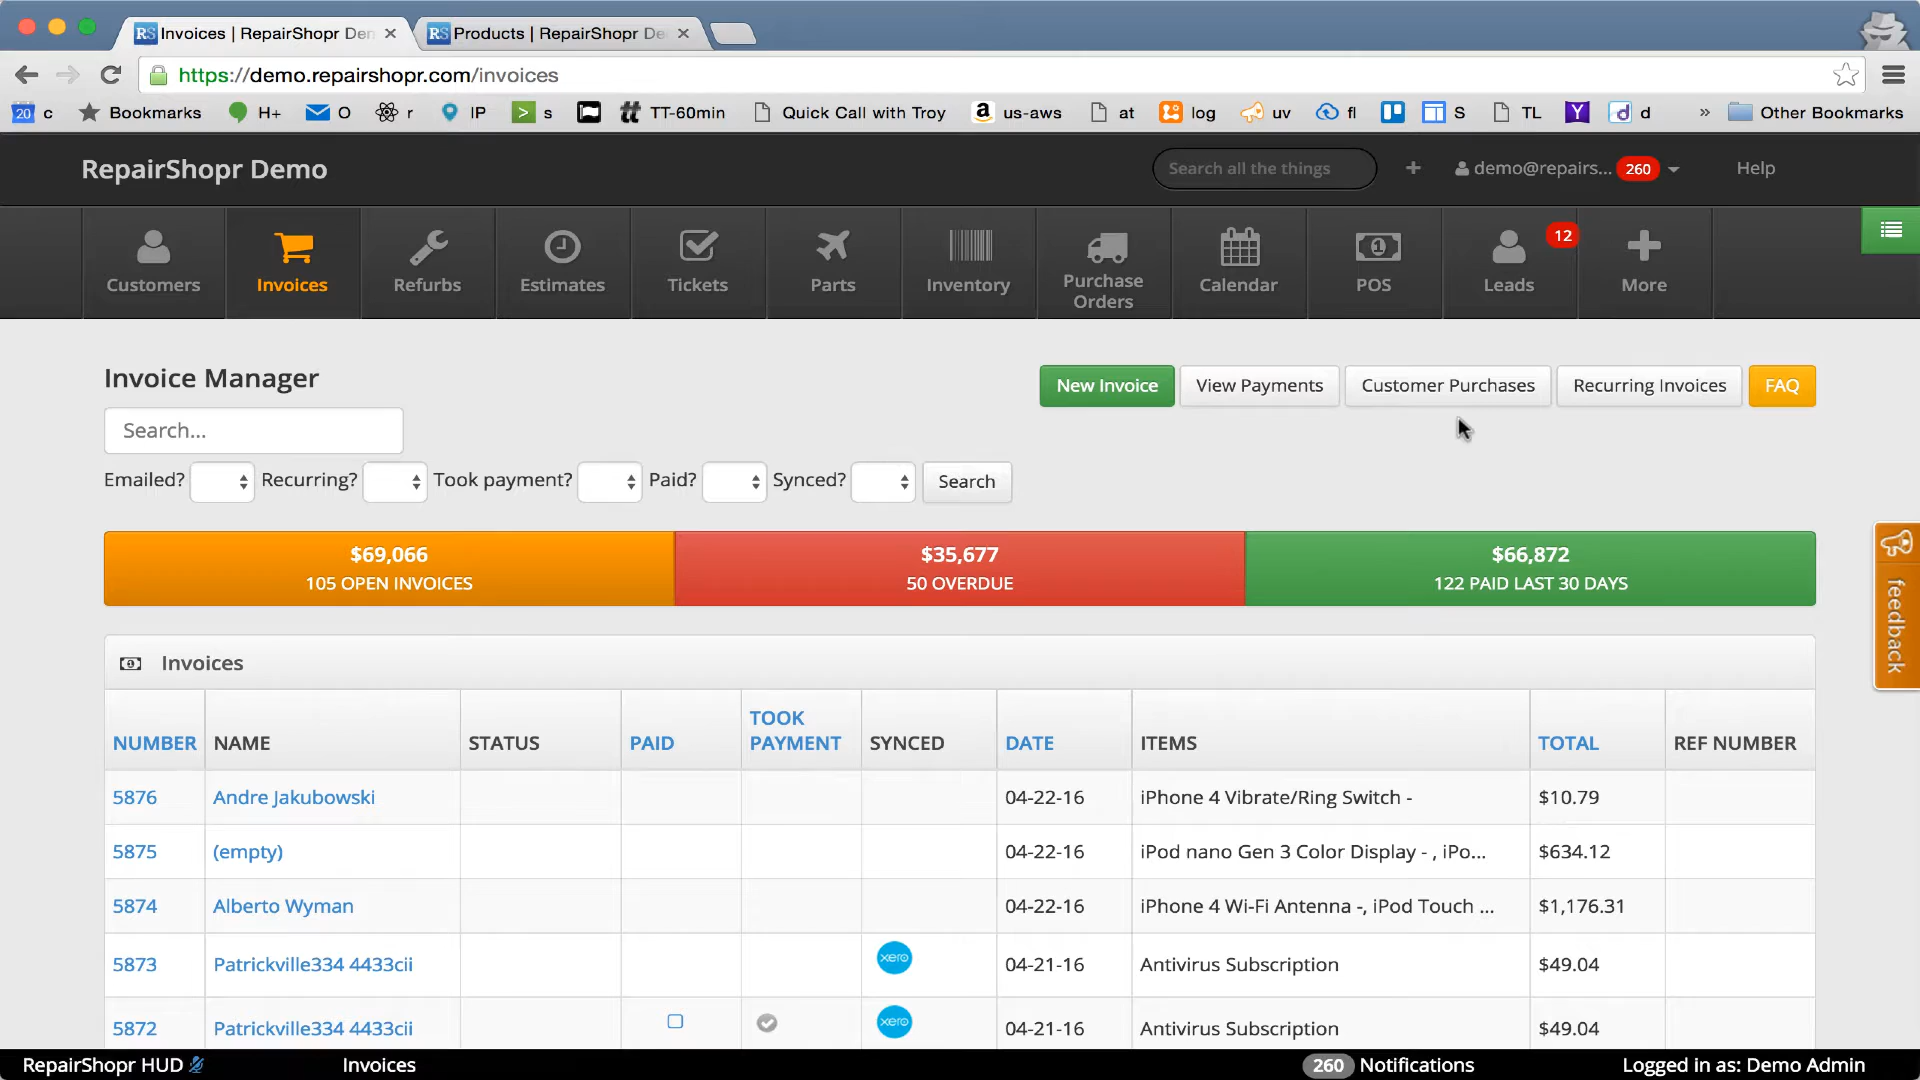 RS Invoices | RepairShopr Den
RS Products | RepairShopr De
https://demo.repairshopr.com/invoices
20 c Bookmarks H+ O r IP > s TT-60min Quick Call with Troy a us-aws at log uv fl S TL Y d d » Other Bookmarks
RepairShopr Demo
Search all the things
+ demo@repairs... 260 Help
Customers
Invoices
Refurbs
Estimates
Tickets
Parts
Inventory
Purchase
Orders
Calendar
POS
Leads 12
More
Invoice Manager
New Invoice View Payments Customer Purchases Recurring Invoices FAQ
Search...
Emailed? Recurring? Took payment? Paid? Synced? Search
$69,066
105 OPEN INVOICES
$35,677
50 OVERDUE
$66,872
122 PAID LAST 30 DAYS
feedback
Invoices
NUMBER NAME STATUS PAID TOOK PAYMENT SYNCED DATE ITEMS TOTAL REF NUMBER
5876 Andre Jakubowski 04-22-16 iPhone 4 Vibrate/Ring Switch - $10.79
5875 (empty) 04-22-16 iPod nano Gen 3 Color Display - , iPo... $634.12
5874 Alberto Wyman 04-22-16 iPhone 4 Wi-Fi Antenna -, iPod Touch ... $1,176.31
5873 Patrickville334 4433cii xero 04-21-16 Antivirus Subscription $49.04
5872 Patrickville334 4433cii xero 04-21-16 Antivirus Subscription $49.04
RepairShopr HUD Invoices 260 Notifications Logged in as: Demo Admin